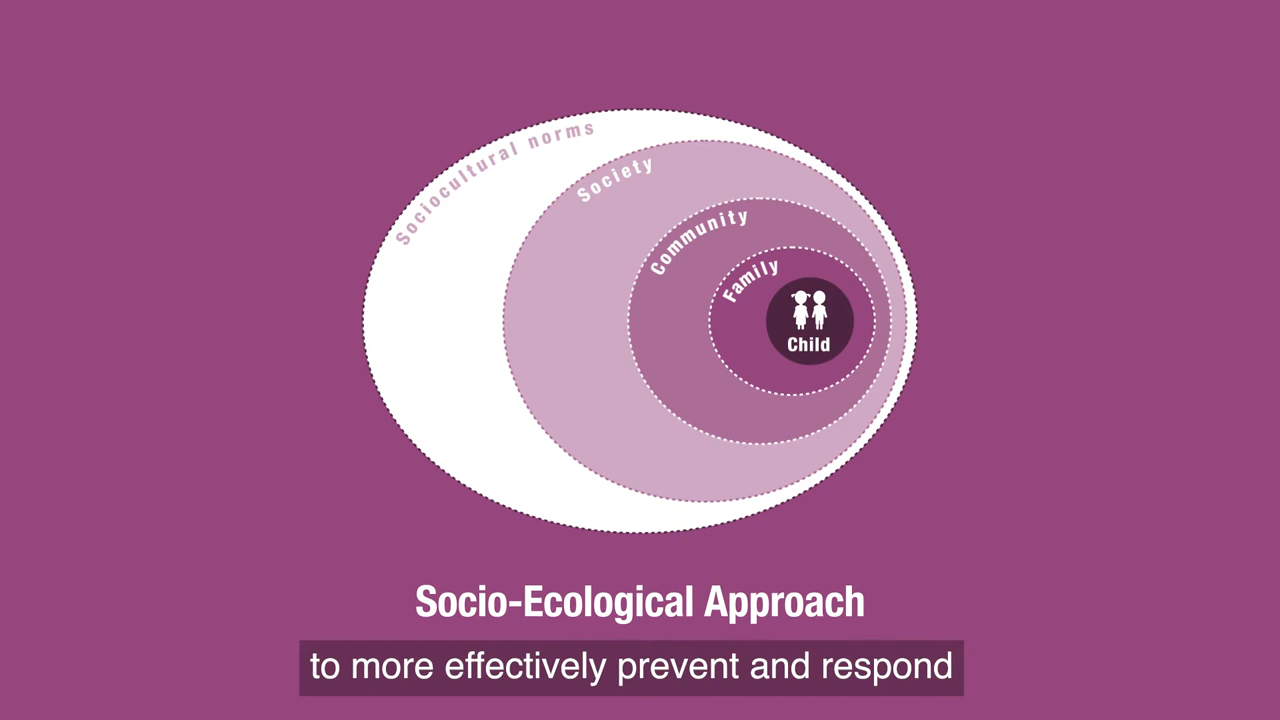 Sociocultural norms
Society
Community
Family
Child
Socio-Ecological Approach
to more effectively prevent and respond